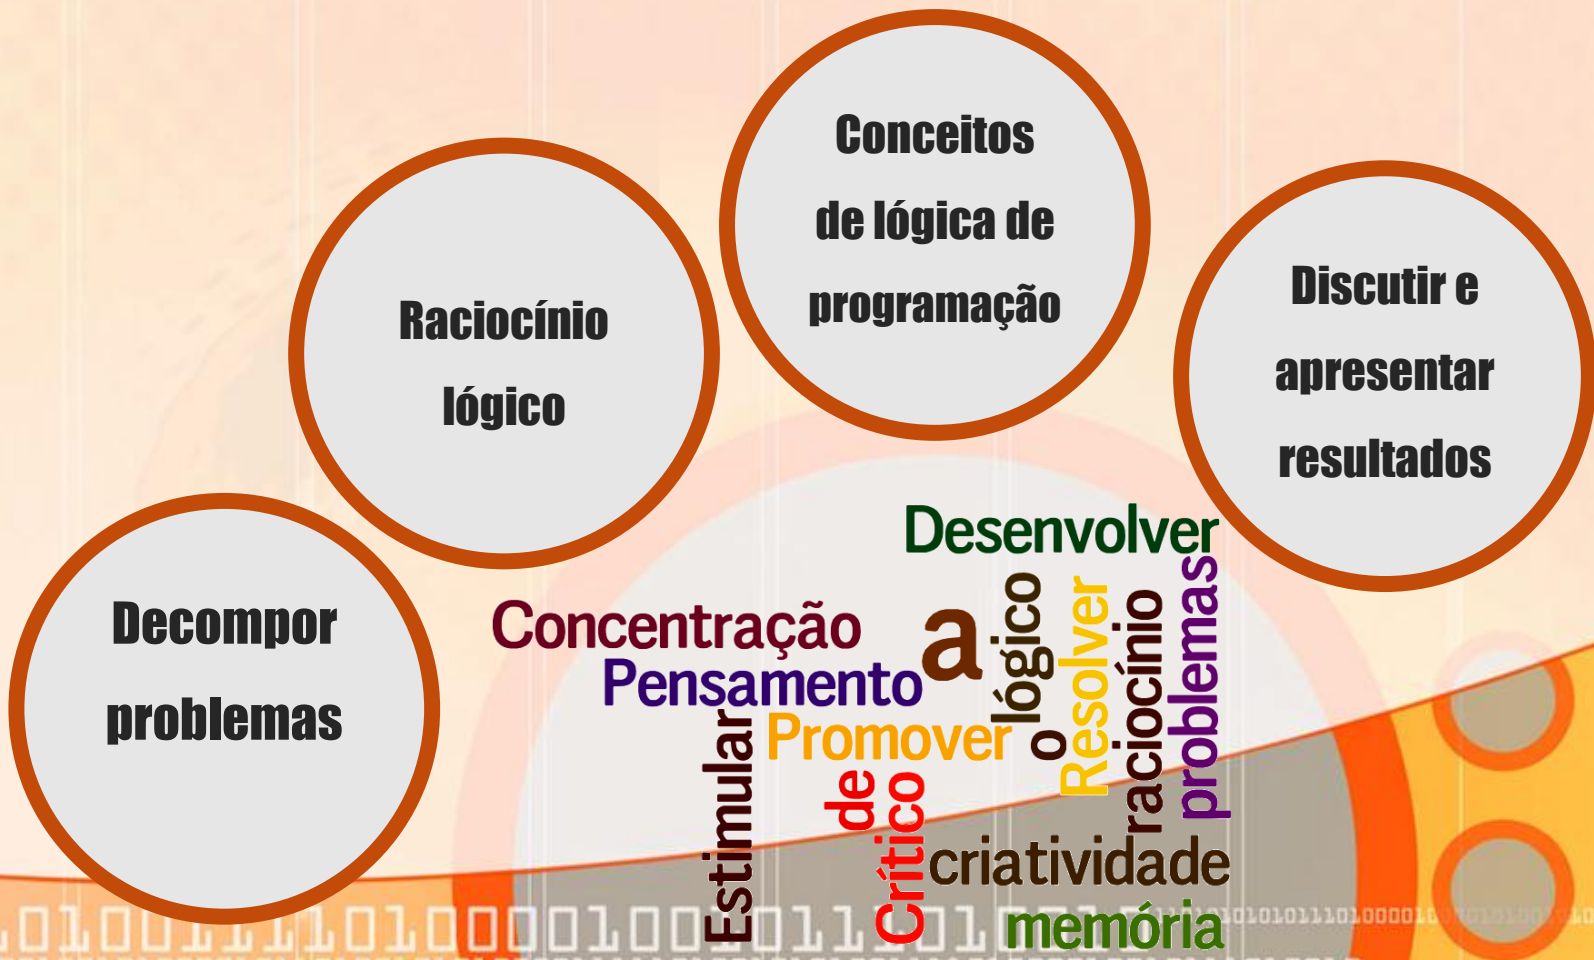 Conceitos
de lógica de
programação
Raciocínio
lógico
Discutir e
apresentar
resultados
Decompor
problemas
Desenvolver
Concentração
a
lógico
Resolver
raciocínio
problemas
Pensamento
Promover
o
Estimular
de
Crítico
criatividade
memória